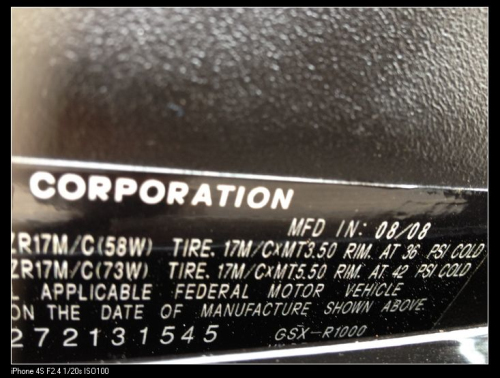 CORPORATION
MFD IN: 08/08
ZR17M/C(58W) TIRE, 17M/C×MT3.50 RIM, AT 36 PSI COLD
ZR17M/C(73W) TIRE, 17M/C×MT5.50 RIM, AT 42 PSI COLD
L APPLICABLE FEDERAL MOTOR VEHICLE
ON THE DATE OF MANUFACTURE SHOWN ABOVE
272131545 GSX-R1000
iPhone 4S F2.4 1/20s ISO100